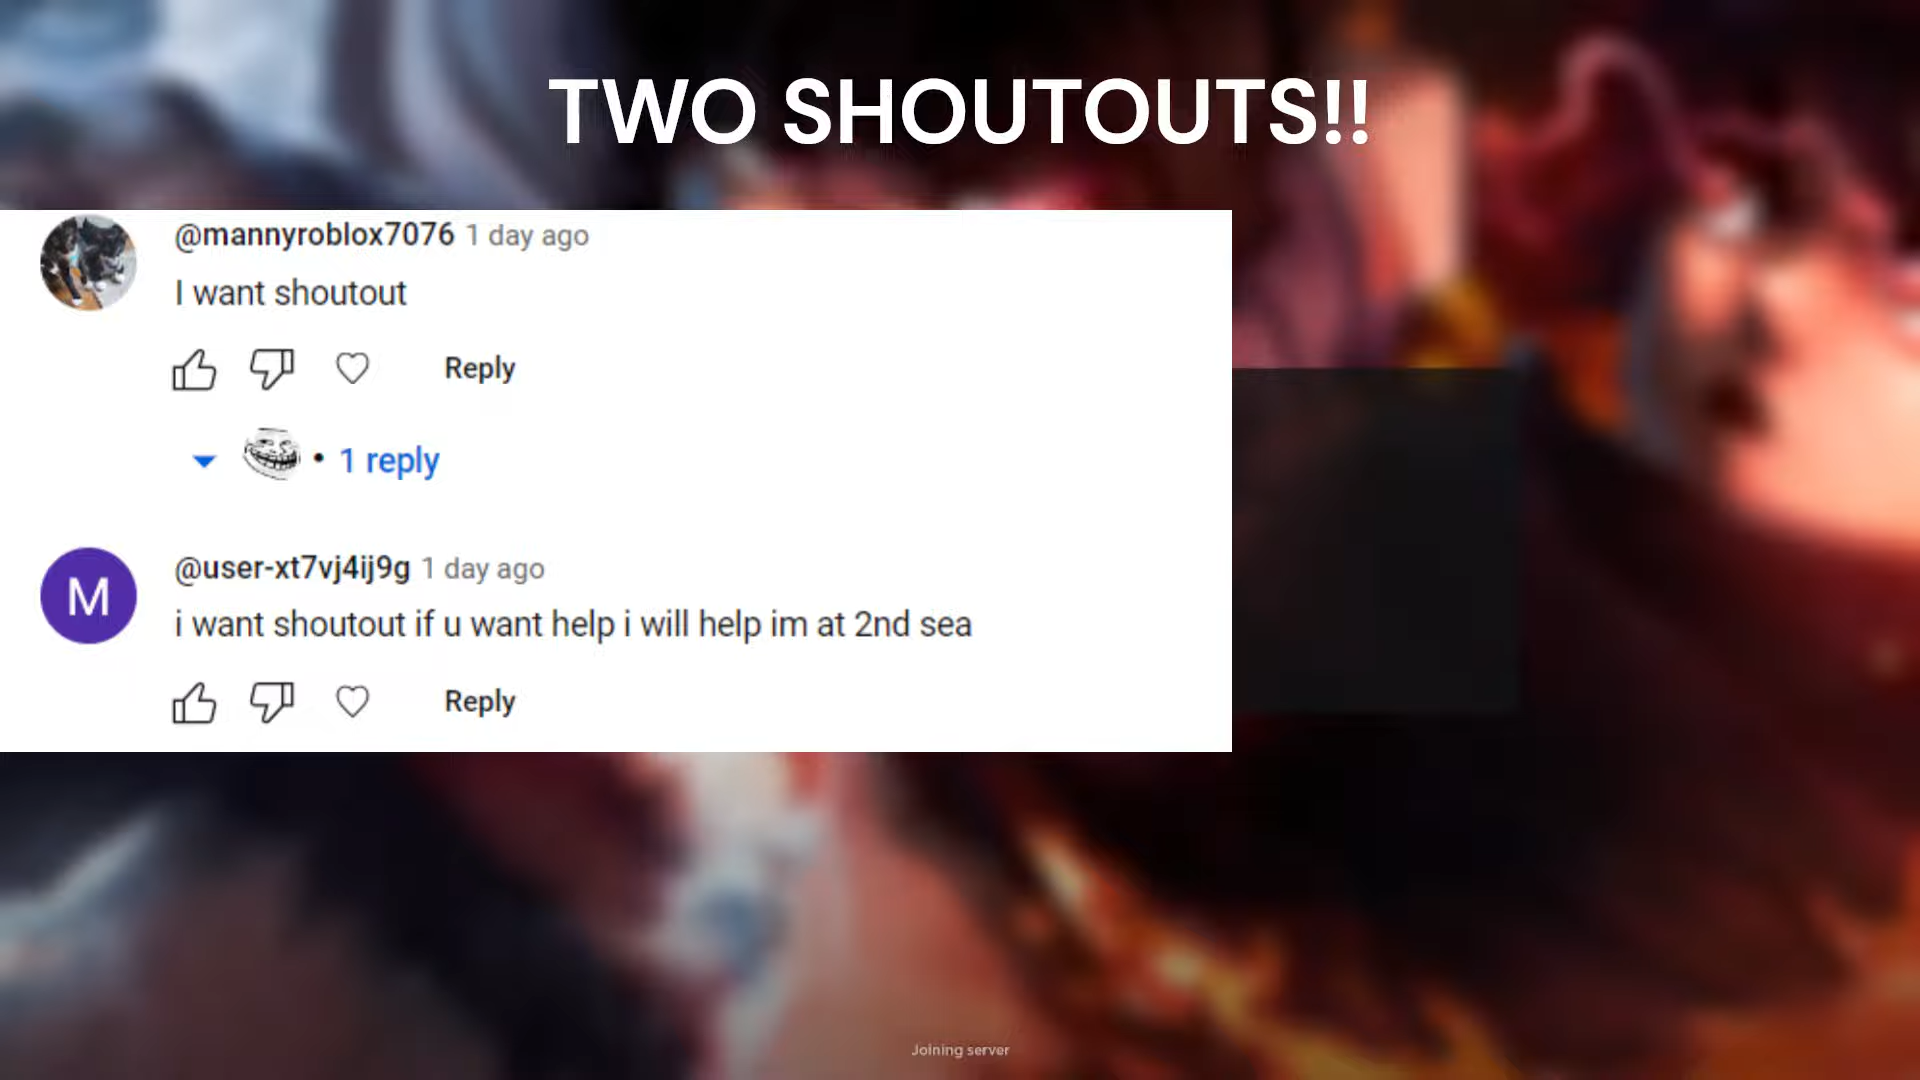 TWO SHOUTOUTS!!
@mannyroblox7076 1 day ago
I want shoutout
Reply
• 1 reply
M
@user-xt7vj4ij9g 1 day ago
i want shoutout if u want help i will help im at 2nd sea
Reply
Joining server